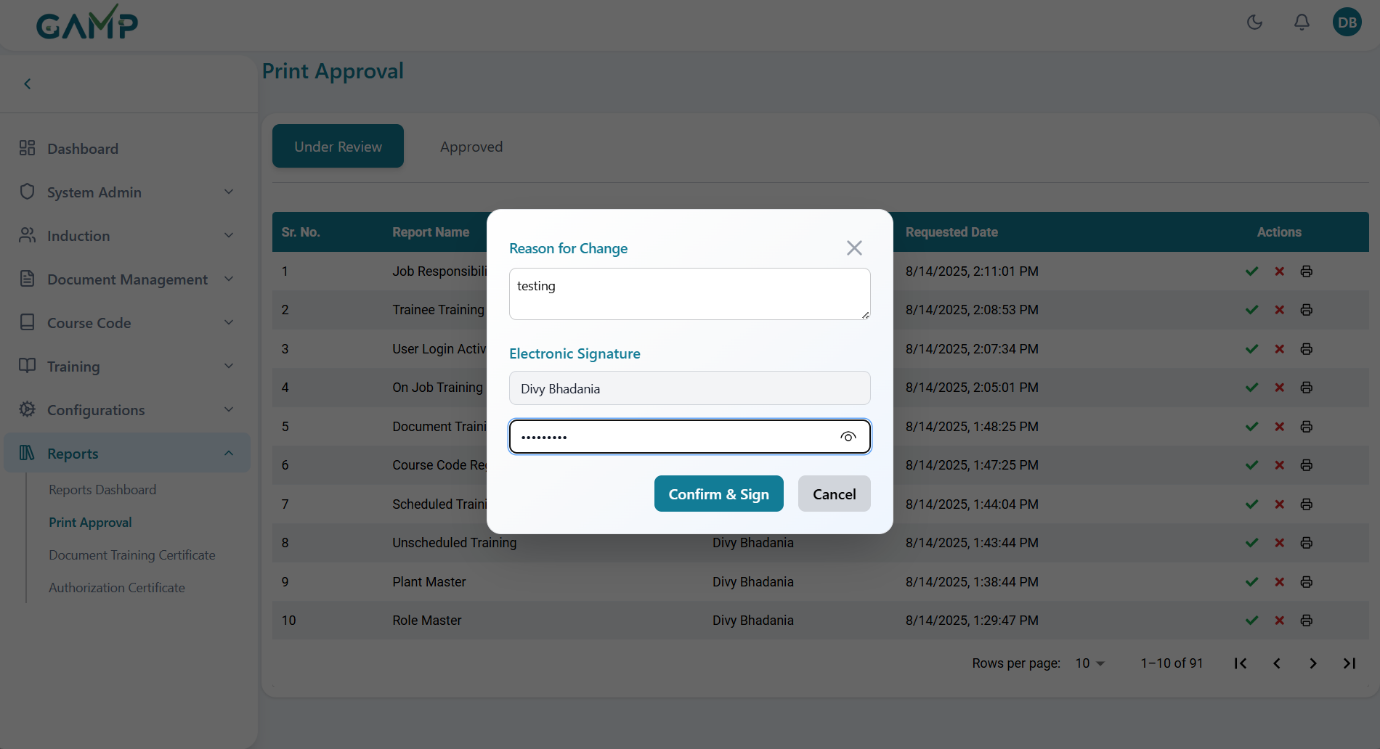 GAMP
DB
Print Approval
Under Review Approved
Dashboard
System Admin
Induction
Document Management
Course Code
Training
Configurations
Reports
Reports Dashboard
Print Approval
Document Training Certificate
Authorization Certificate
Sr. No. Report Name Requested Date Actions
1 Job Responsibili 8/14/2025, 2:11:01 PM
2 Trainee Training 8/14/2025, 2:08:53 PM
3 User Login Activ 8/14/2025, 2:07:34 PM
4 On Job Training 8/14/2025, 2:05:01 PM
5 Document Traini 8/14/2025, 1:48:25 PM
6 Course Code Re 8/14/2025, 1:47:25 PM
7 Scheduled Traini 8/14/2025, 1:44:04 PM
8 Unscheduled Training Divy Bhadania 8/14/2025, 1:43:44 PM
9 Plant Master Divy Bhadania 8/14/2025, 1:38:44 PM
10 Role Master Divy Bhadania 8/14/2025, 1:29:47 PM
Rows per page: 10 1–10 of 91
Reason for Change
testing
Electronic Signature
Divy Bhadania
•••••••••
Confirm & Sign Cancel